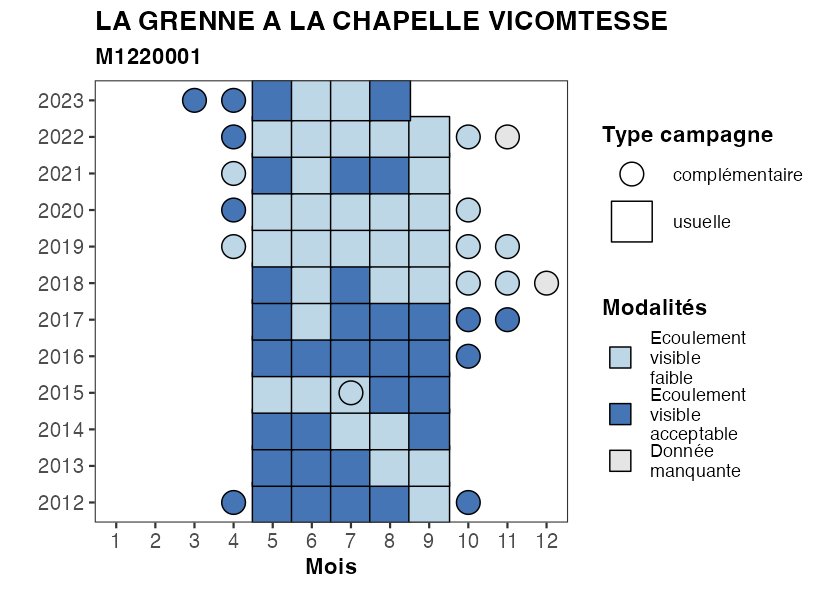 LA GRENNE A LA CHAPELLE VICOMTESSE
M1220001
2023
2022
2021
2020
2019
2018
2017
2016
2015
2014
2013
2012
1 2 3 4 5 6 7 8 9 10 11 12
Mois
Type campagne
complémentaire
usuelle
Modalités
Ecoulement
visible
faible
Ecoulement
visible
acceptable
Donnée
manquante